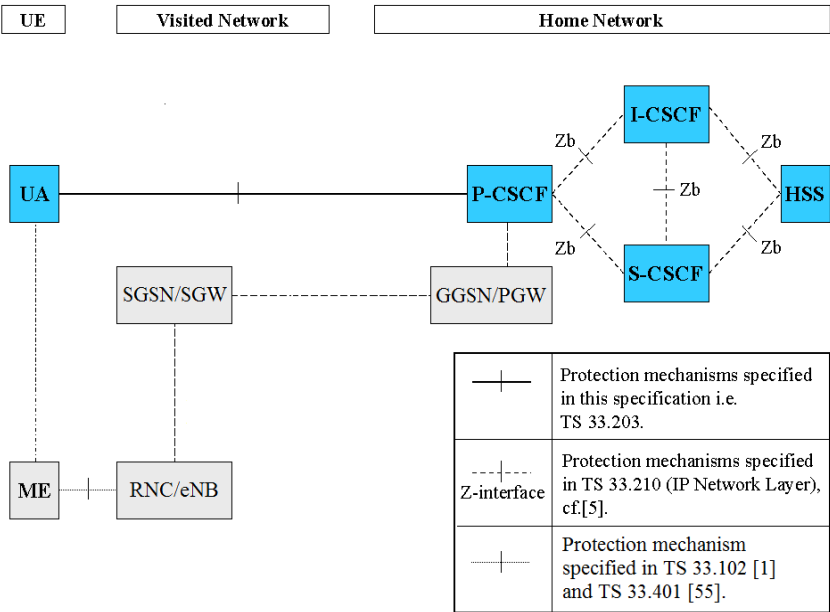 UE
Visited Network
Home Network
I-CSCF
Zb
Zb
UA
P-CSCF
Zb
HSS
Zb
Zb
S-CSCF
SGSN/SGW
GGSN/PGW
ME
RNC/eNB
Protection mechanisms specified
in this specification i.e.
TS 33.203.
Z-interface
Protection mechanisms specified
in TS 33.210 (IP Network Layer),
cf.[5].
Protection mechanism
specified in TS 33.102 [1]
and TS 33.401 [55].